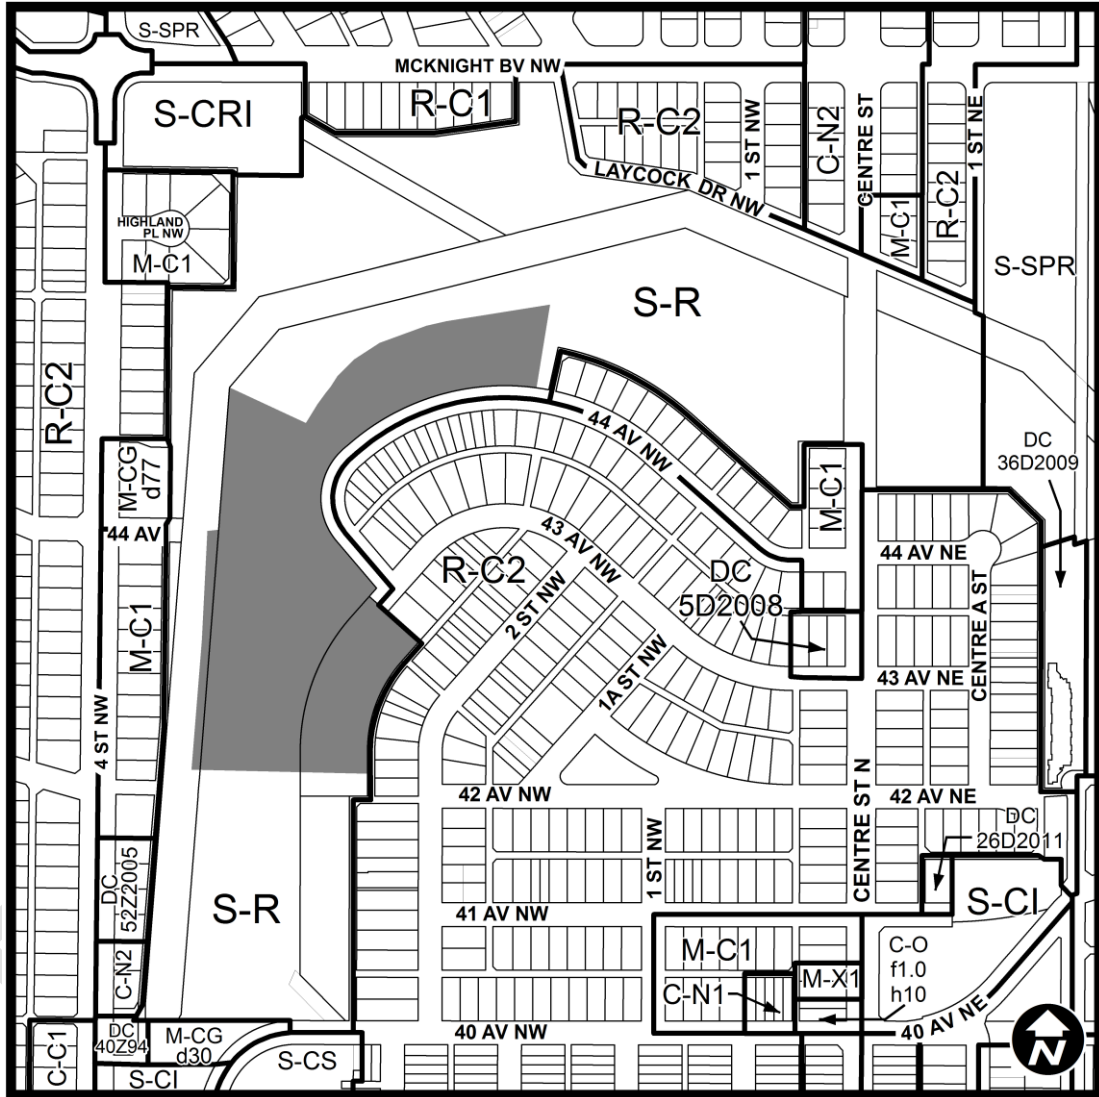 S-SPR
MCKNIGHT BV NW
S-CRI
R-C1
R-C2
1 ST NW
C-N2
CENTRE ST
1 ST NE
LAYCOCK DR NW
M-C1
R-C2
HIGHLAND
PL NW
M-C1
S-SPR
S-R
R-C2
44 AV NW
DC
36D2009
M-CG
d77
M-C1
44 AV
43 AV NW
44 AV NE
R-C2
DC
5D2008
2 ST NW
CENTRE A ST
M-C1
1A ST NW
43 AV NE
4 ST NW
42 AV NW
CENTRE ST N
42 AV NE
DC
26D2011
1 ST NW
DC
52Z2005
S-R
41 AV NW
S-CI
M-C1
C-O
f1.0
h10
C-N2
M-X1
C-N1
40 AV NW
40 AV NE
N
C-C1
DC
40Z94
M-CG
d30
S-CS
S-CI